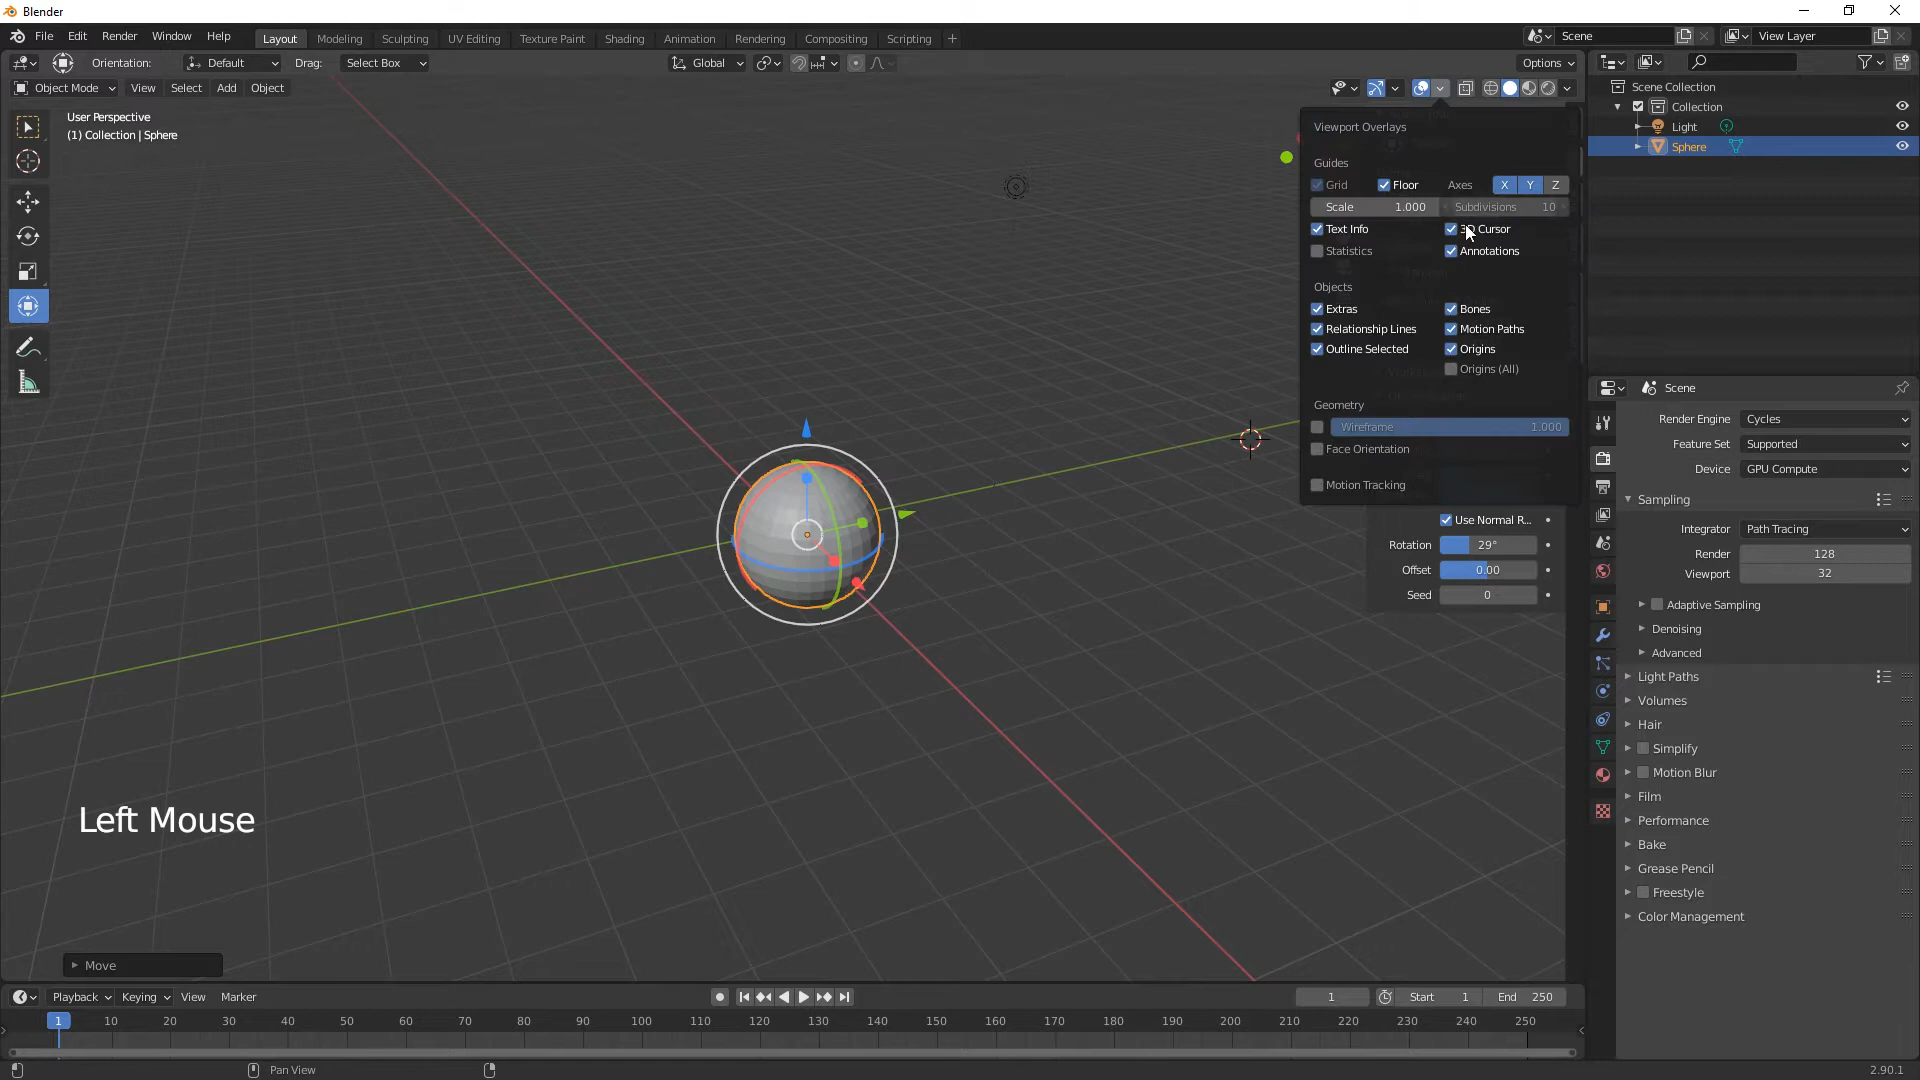 Blender
File Edit Render Window Help
Layout Modeling Sculpting UV Editing Texture Paint Shading Animation Rendering Compositing Scripting +
Scene
View Layer
Orientation: Default Drag: Select Box
Global
Options
Object Mode View Select Add Object
User Perspective
(1) Collection | Sphere
Viewport Overlays
Guides
Grid Floor Axes X Y Z
Scale 1.000 Subdivisions 10
Text Info 3D Cursor
Statistics Annotations
Objects
Extras Bones
Relationship Lines Motion Paths
Outline Selected Origins
Origins (All)
Geometry
Wireframe 1.000
Face Orientation
Motion Tracking
Use Normal R...
Rotation 29°
Offset 0.00
Seed 0
Scene Collection
Collection
Light
Sphere
Scene
Render Engine Cycles
Feature Set Supported
Device GPU Compute
Sampling
Integrator Path Tracing
Render 128
Viewport 32
Adaptive Sampling
Denoising
Advanced
Light Paths
Volumes
Hair
Simplify
Motion Blur
Film
Performance
Bake
Grease Pencil
Freestyle
Color Management
Left Mouse
Move
Playback Keying View Marker
1 Start 1 End 250
1 10 20 30 40 50 60 70 80 90 100 110 120 130 140 150 160 170 180 190 200 210 220 230 240 250
Pan View
2.90.1